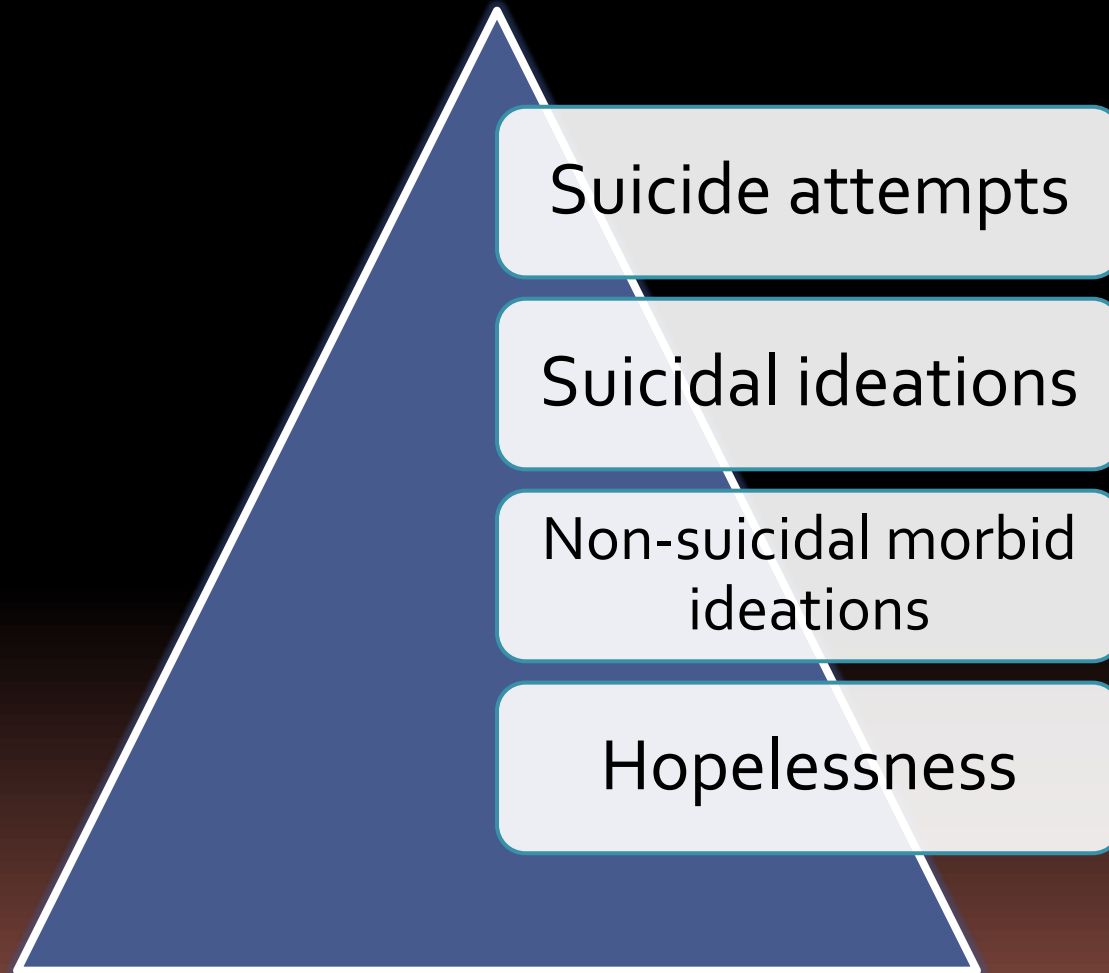 Suicide attempts
Suicidal ideations
Non-suicidal morbid
ideations
Hopelessness